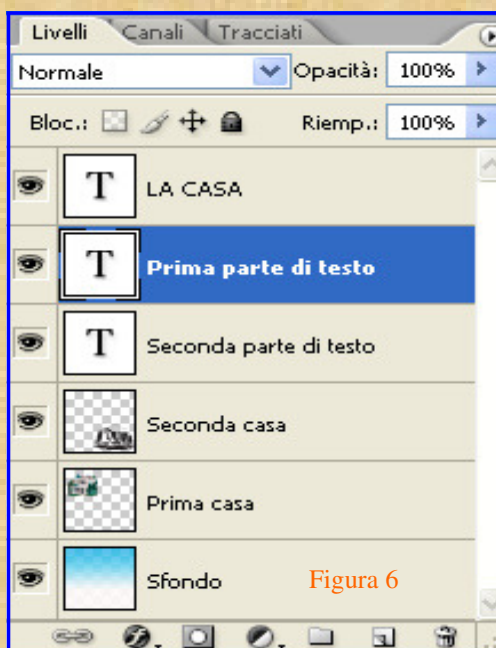 Livelli Canali Tracciati
Normale Opacità: 100%
Bloc.: Riemp.: 100%
T LA CASA
T Prima parte di testo
T Seconda parte di testo
Seconda casa
Prima casa
Sfondo Figura 6